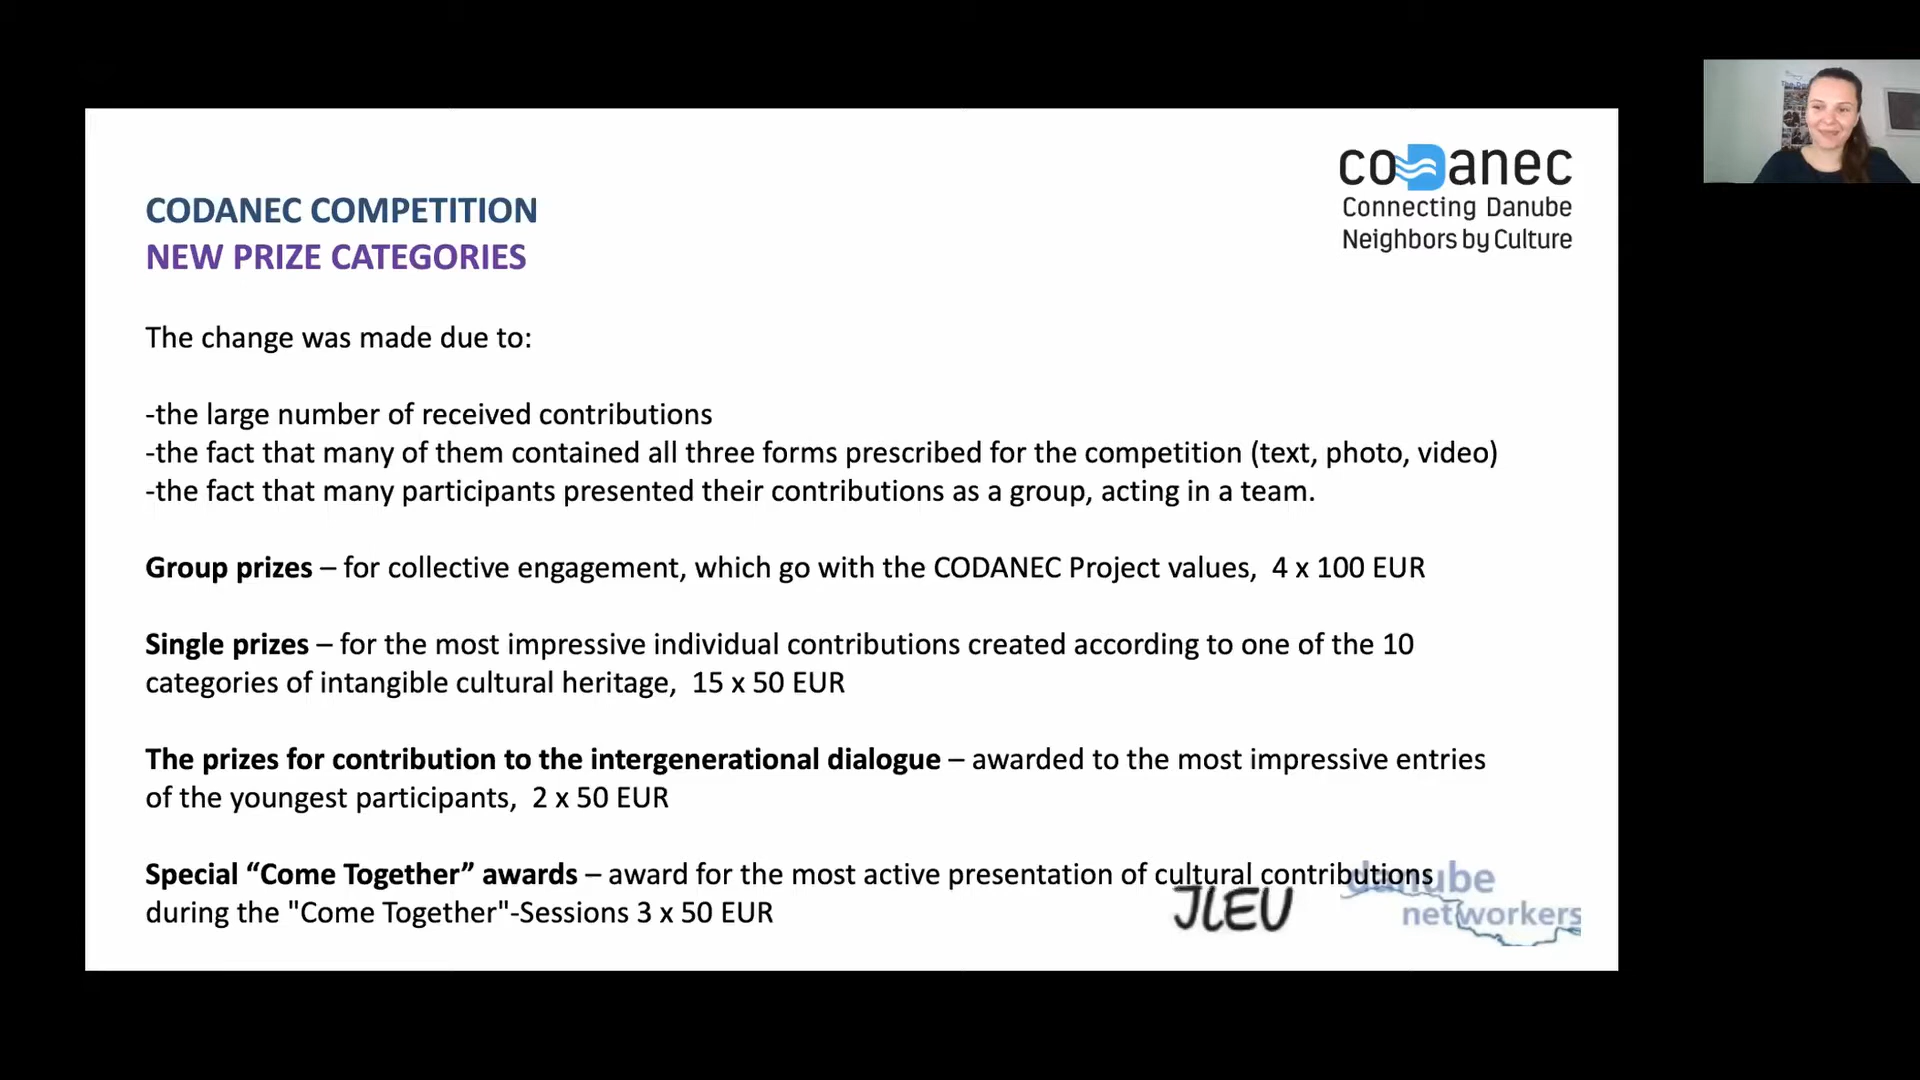 coDanec
Connecting Danube
Neighbors by Culture
CODANEC COMPETITION
NEW PRIZE CATEGORIES
The change was made due to:
-the large number of received contributions
-the fact that many of them contained all three forms prescribed for the competition (text, photo, video)
-the fact that many participants presented their contributions as a group, acting in a team.
Group prizes – for collective engagement, which go with the CODANEC Project values,  4 x 100 EUR
Single prizes – for the most impressive individual contributions created according to one of the 10
categories of intangible cultural heritage,  15 x 50 EUR
The prizes for contribution to the intergenerational dialogue – awarded to the most impressive entries
of the youngest participants,  2 x 50 EUR
Special “Come Together” awards – award for the most active presentation of cultural contributions
during the "Come Together"-Sessions 3 x 50 EUR
JLEU
danube
networkers